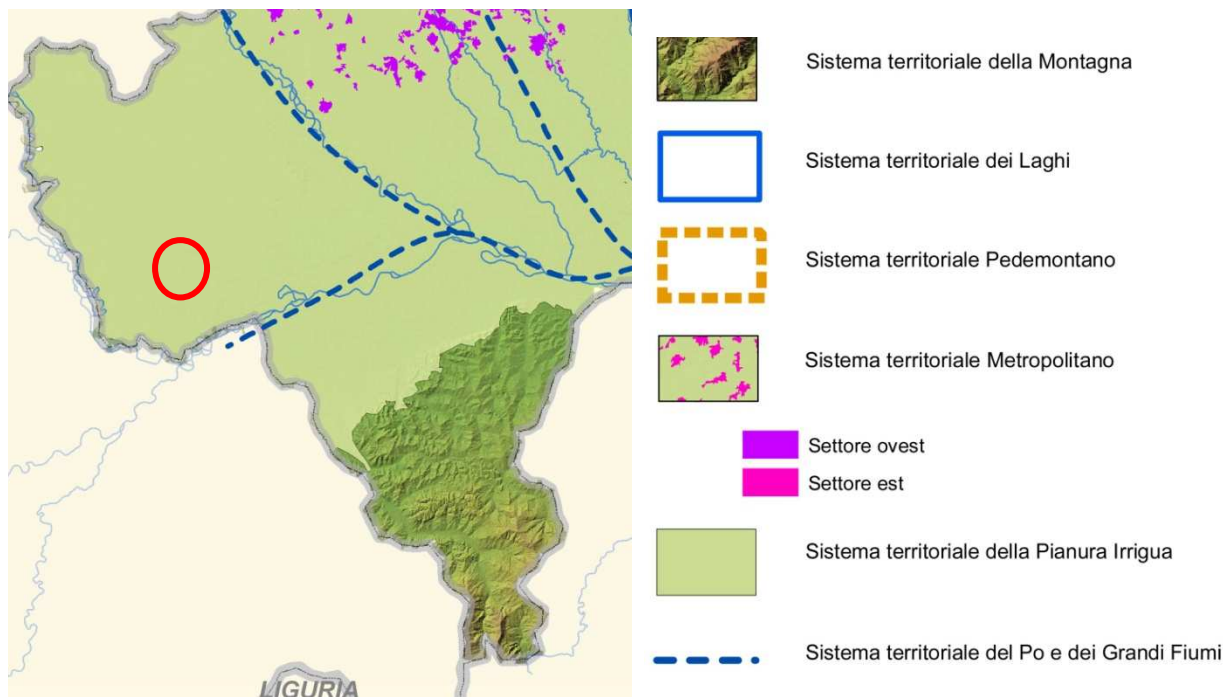 Sistema territoriale della Montagna
Sistema territoriale dei Laghi
Sistema territoriale Pedemontano
Sistema territoriale Metropolitano
Settore ovest
Settore est
Sistema territoriale della Pianura Irrigua
Sistema territoriale del Po e dei Grandi Fiumi
LIGURIA